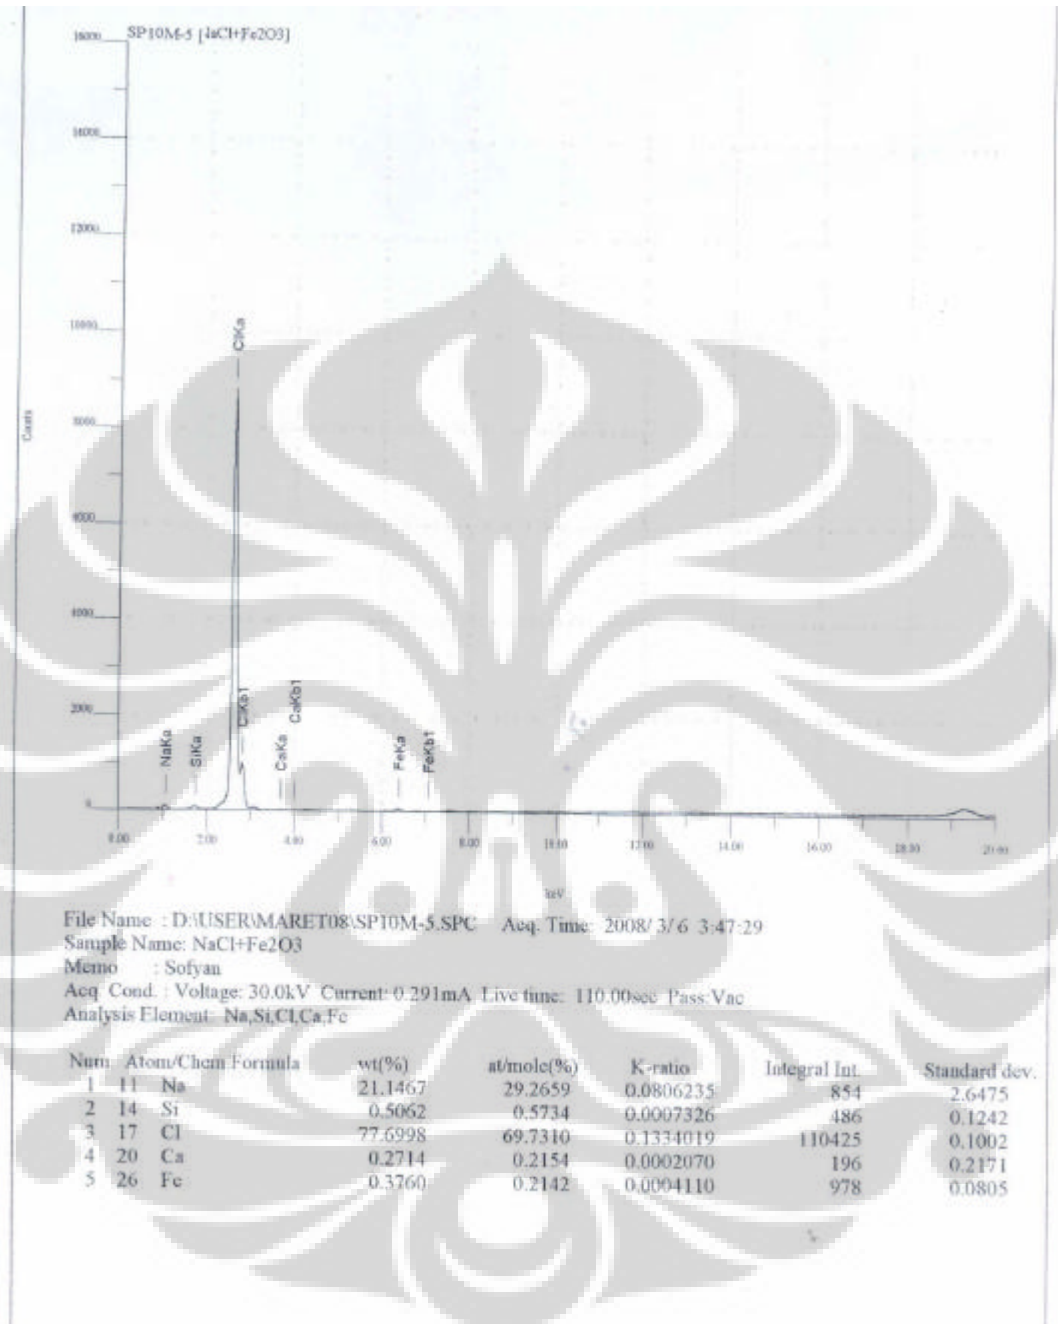 SP10M-5 [NaCl+Fe2O3]
16000
14000
12000
10000
8000
6000
4000
2000
0
Counts
NaKa
SiKa
ClKa
ClKb1
CaKa
CaKb1
FeKa
FeKb1
0.00 2.00 4.00 6.00 8.00 10.00 12.00 14.00 16.00 18.00 20.00
keV
File Name : D:\USER\MARET08\SP10M-5.SPC Acq. Time: 2008/ 3/ 6 3:47:29
Sample Name: NaCl+Fe2O3
Memo : Sofyan
Acq. Cond. : Voltage: 30.0kV Current: 0.291mA Live time: 110.00sec Pass:Vac
Analysis Element: Na,Si,Cl,Ca,Fe
Num Atom/Chem Formula wt(%) at/mole(%) K-ratio Integral Int. Standard dev.
1 11 Na 21.1467 29.2659 0.0806235 854 2.6475
2 14 Si 0.5062 0.5734 0.0007326 486 0.1242
3 17 Cl 77.6998 69.7310 0.1334019 110425 0.1002
4 20 Ca 0.2714 0.2154 0.0002070 196 0.2171
5 26 Fe 0.3760 0.2142 0.0004110 978 0.0805